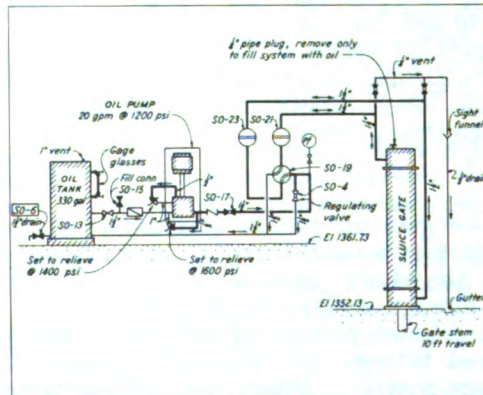 ¼" pipe plug, remove only
to fill system with oil
¼" vent
OIL PUMP
20 gpm @ 1200 psi
SO-23
SO-21
Sight
funnel
1" vent
Gage
glasses
OIL
TANK
330 gal
Fill conn
SO-15
SO-17
SO-19
SO-4
Regulating
valve
SO-6
drain
SO-13
1"
Set to relieve
@ 1400 psi
Set to relieve
@ 1600 psi
El 1361.73
SLUICE GATE
drain
El 1352.13
Gutter
Gate stem
10 ft travel